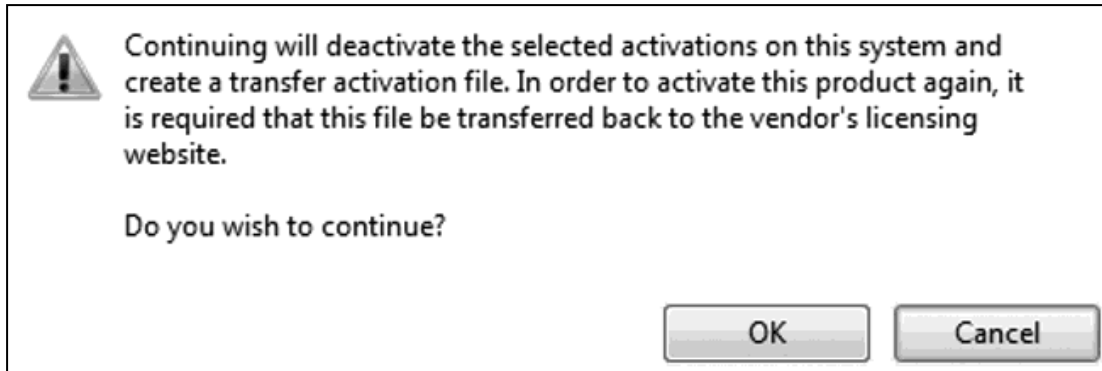 Continuing will deactivate the selected activations on this system and
create a transfer activation file. In order to activate this product again, it
is required that this file be transferred back to the vendor's licensing
website.
Do you wish to continue?
OK Cancel